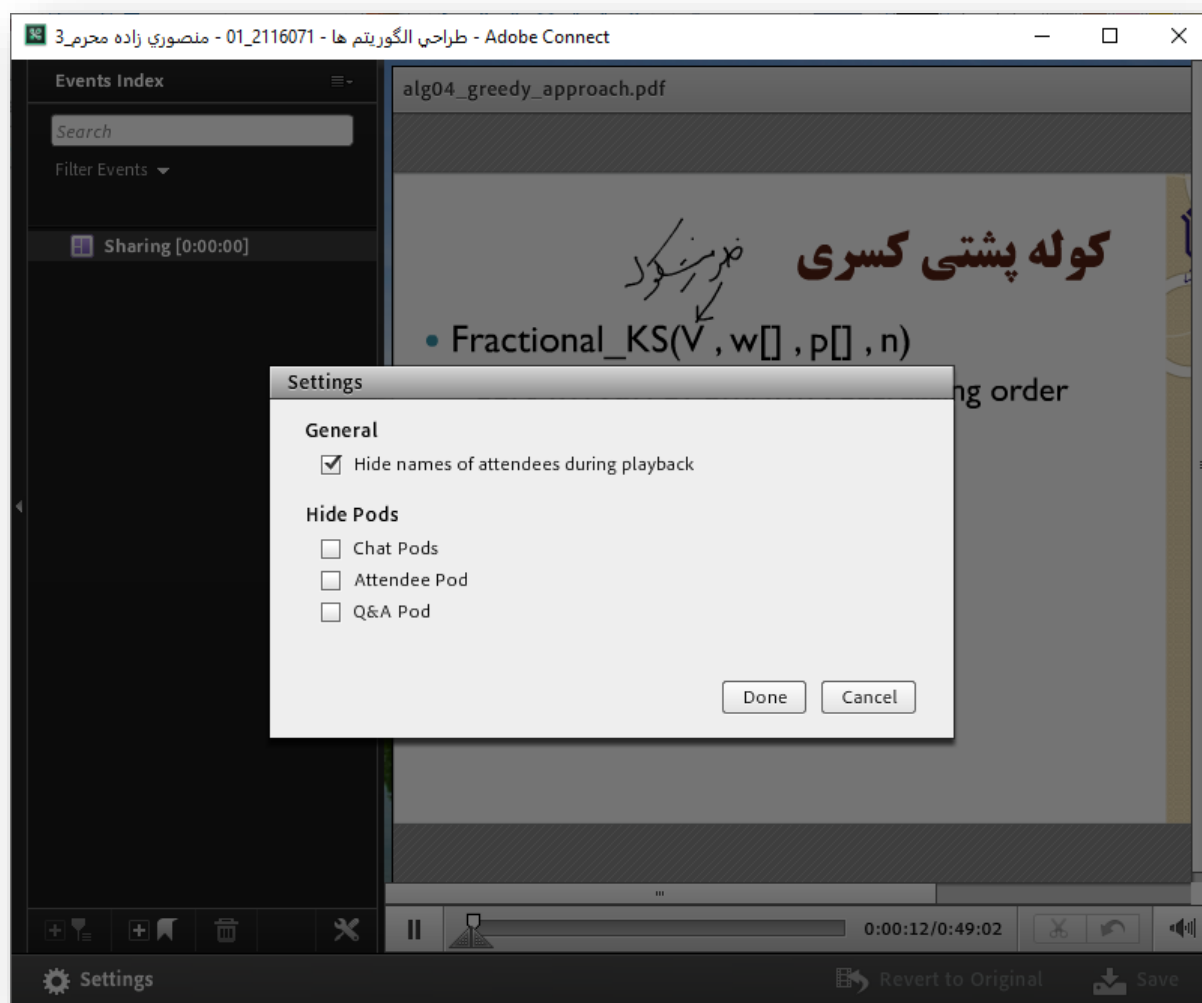 طراحي الگوريتم ها - 2116071_01 - منصوري زاده محرم_3 - Adobe Connect
Events Index
Search
Filter Events
Sharing [0:00:00]
alg04_greedy_approach.pdf
کوله پشتی کسری
• Fractional_KS(V , w[] , p[] , n)
ng order
Settings
General
Hide names of attendees during playback
Hide Pods
Chat Pods
Attendee Pod
Q&A Pod
Done Cancel
0:00:12/0:49:02
Settings
Revert to Original
Save